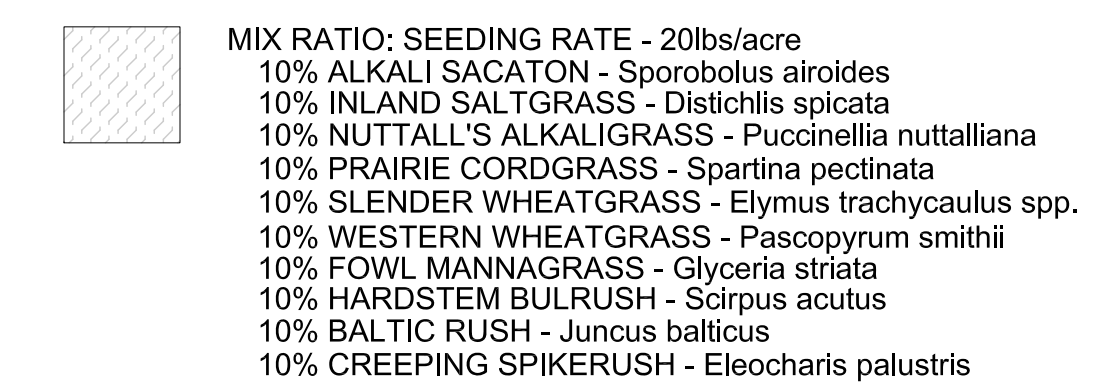 MIX RATIO: SEEDING RATE - 20lbs/acre
10% ALKALI SACATON - Sporobolus airoides
10% INLAND SALTGRASS - Distichlis spicata
10% NUTTALL'S ALKALIGRASS - Puccinellia nuttalliana
10% PRAIRIE CORDGRASS - Spartina pectinata
10% SLENDER WHEATGRASS - Elymus trachycaulus spp.
10% WESTERN WHEATGRASS - Pascopyrum smithii
10% FOWL MANNAGRASS - Glyceria striata
10% HARDSTEM BULRUSH - Scirpus acutus
10% BALTIC RUSH - Juncus balticus
10% CREEPING SPIKERUSH - Eleocharis palustris